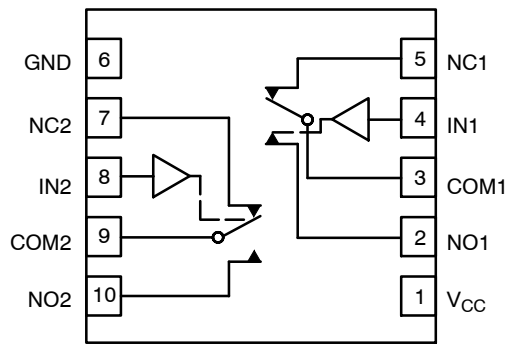 GND 6 5 NC1
NC2 7 4 IN1
IN2 8 3 COM1
COM2 9 2 NO1
NO2 10 1 VCC